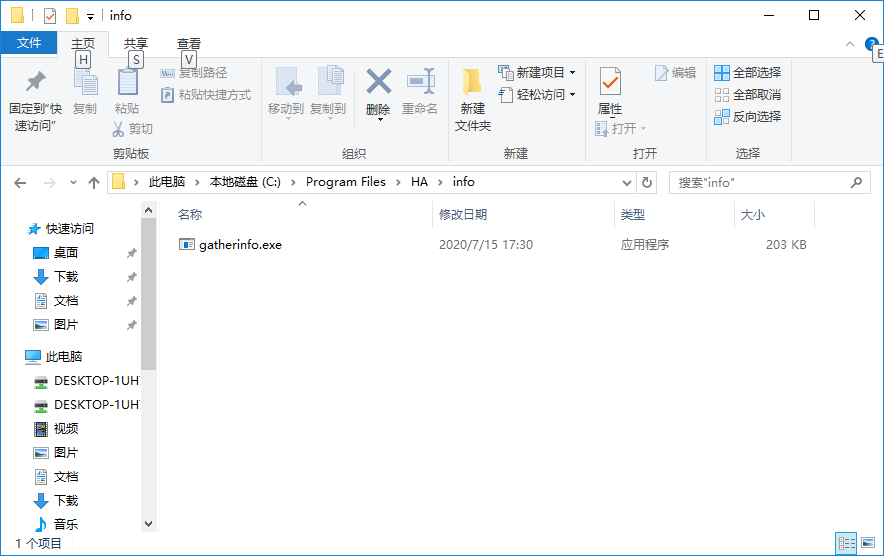 info
文件 主页 共享 查看
H S V E
固定到"快速访问"
复制
粘贴
复制路径
粘贴快捷方式
剪切
剪贴板
移动到
复制到
删除
重命名
组织
新建
文件夹
新建项目
轻松访问
新建
属性
打开
编辑
打开
全部选择
全部取消
反向选择
选择
此电脑 > 本地磁盘 (C:) > Program Files > HA > info
搜索"info"
名称 修改日期 类型 大小
gatherinfo.exe 2020/7/15 17:30 应用程序 203 KB
快速访问
桌面
下载
文档
图片
此电脑
DESKTOP-1UH
DESKTOP-1UH
视频
图片
文档
下载
音乐
1 个项目